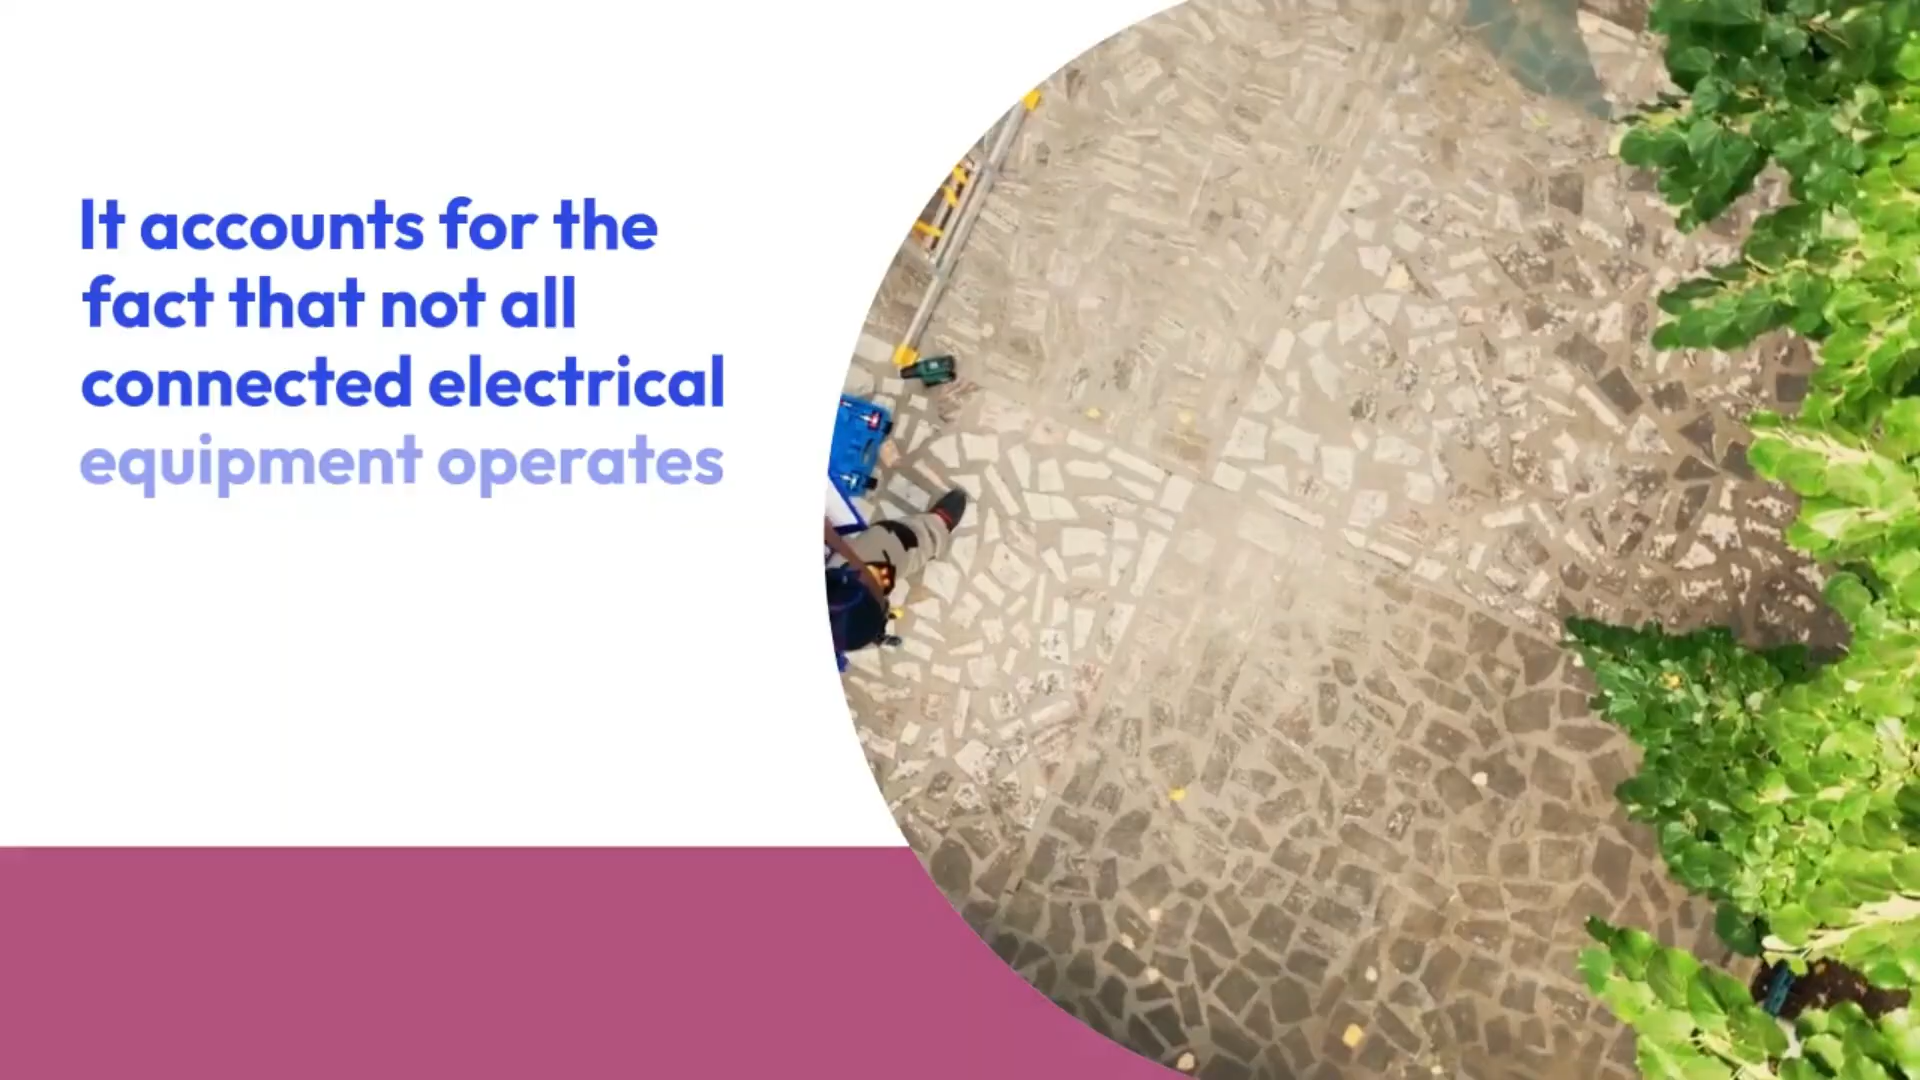 It accounts for the
fact that not all
connected electrical
equipment operates